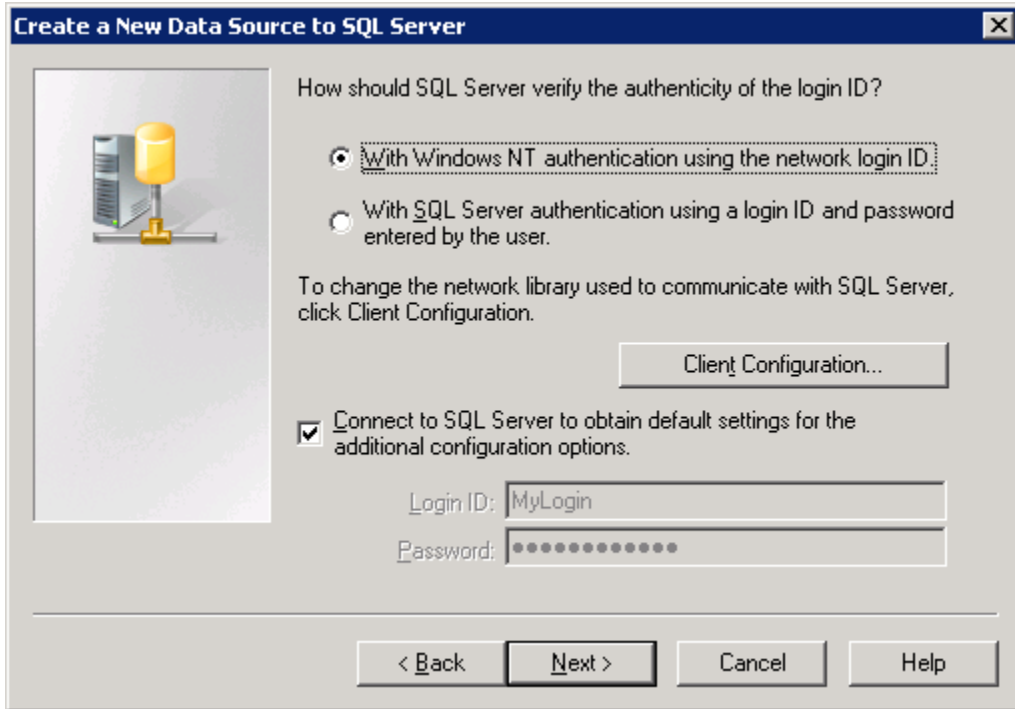 Create a New Data Source to SQL Server
How should SQL Server verify the authenticity of the login ID?
With Windows NT authentication using the network login ID.
With SQL Server authentication using a login ID and password
entered by the user.
To change the network library used to communicate with SQL Server,
click Client Configuration.
Client Configuration...
Connect to SQL Server to obtain default settings for the
additional configuration options.
Login ID: MyLogin
Password: ●●●●●●●●●●●●
< Back Next > Cancel Help